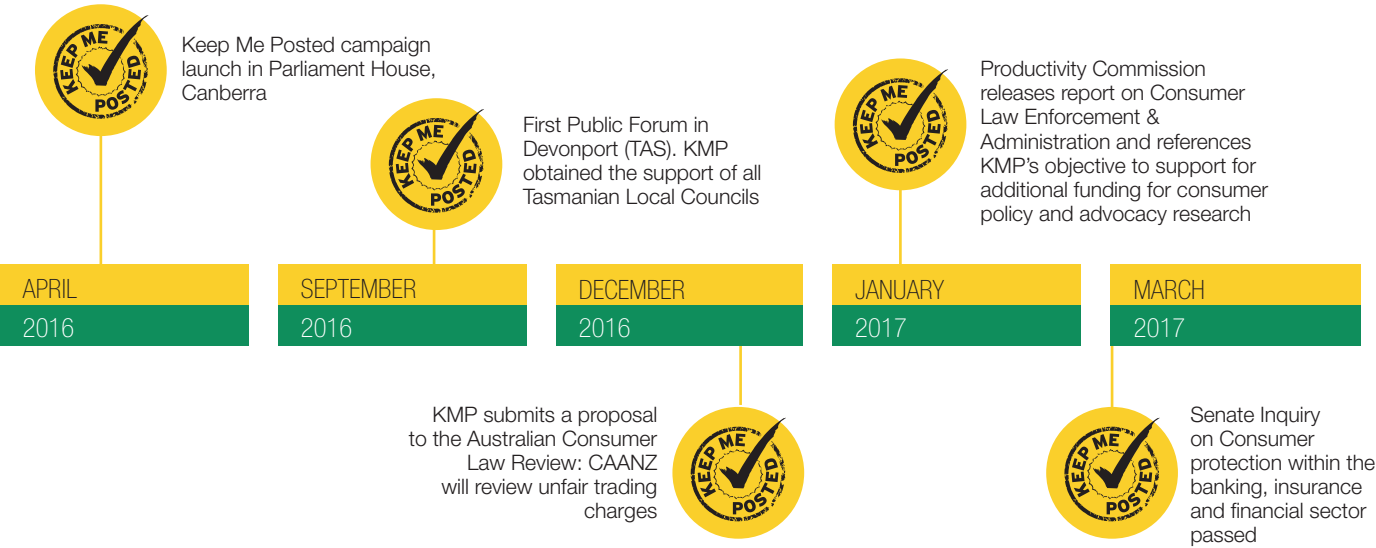 KEEP ME POSTED
Keep Me Posted campaign
launch in Parliament House,
Canberra
KEEP ME POSTED
First Public Forum in
Devonport (TAS). KMP
obtained the support of all
Tasmanian Local Councils
KEEP ME POSTED
Productivity Commission
releases report on Consumer
Law Enforcement &
Administration and references
KMP's objective to support for
additional funding for consumer
policy and advocacy research
APRIL
2016
SEPTEMBER
2016
DECEMBER
2016
JANUARY
2017
MARCH
2017
KMP submits a proposal
to the Australian Consumer
Law Review: CAANZ
will review unfair trading
charges
KEEP ME POSTED
KEEP ME POSTED
Senate Inquiry
on Consumer
protection within the
banking, insurance
and financial sector
passed